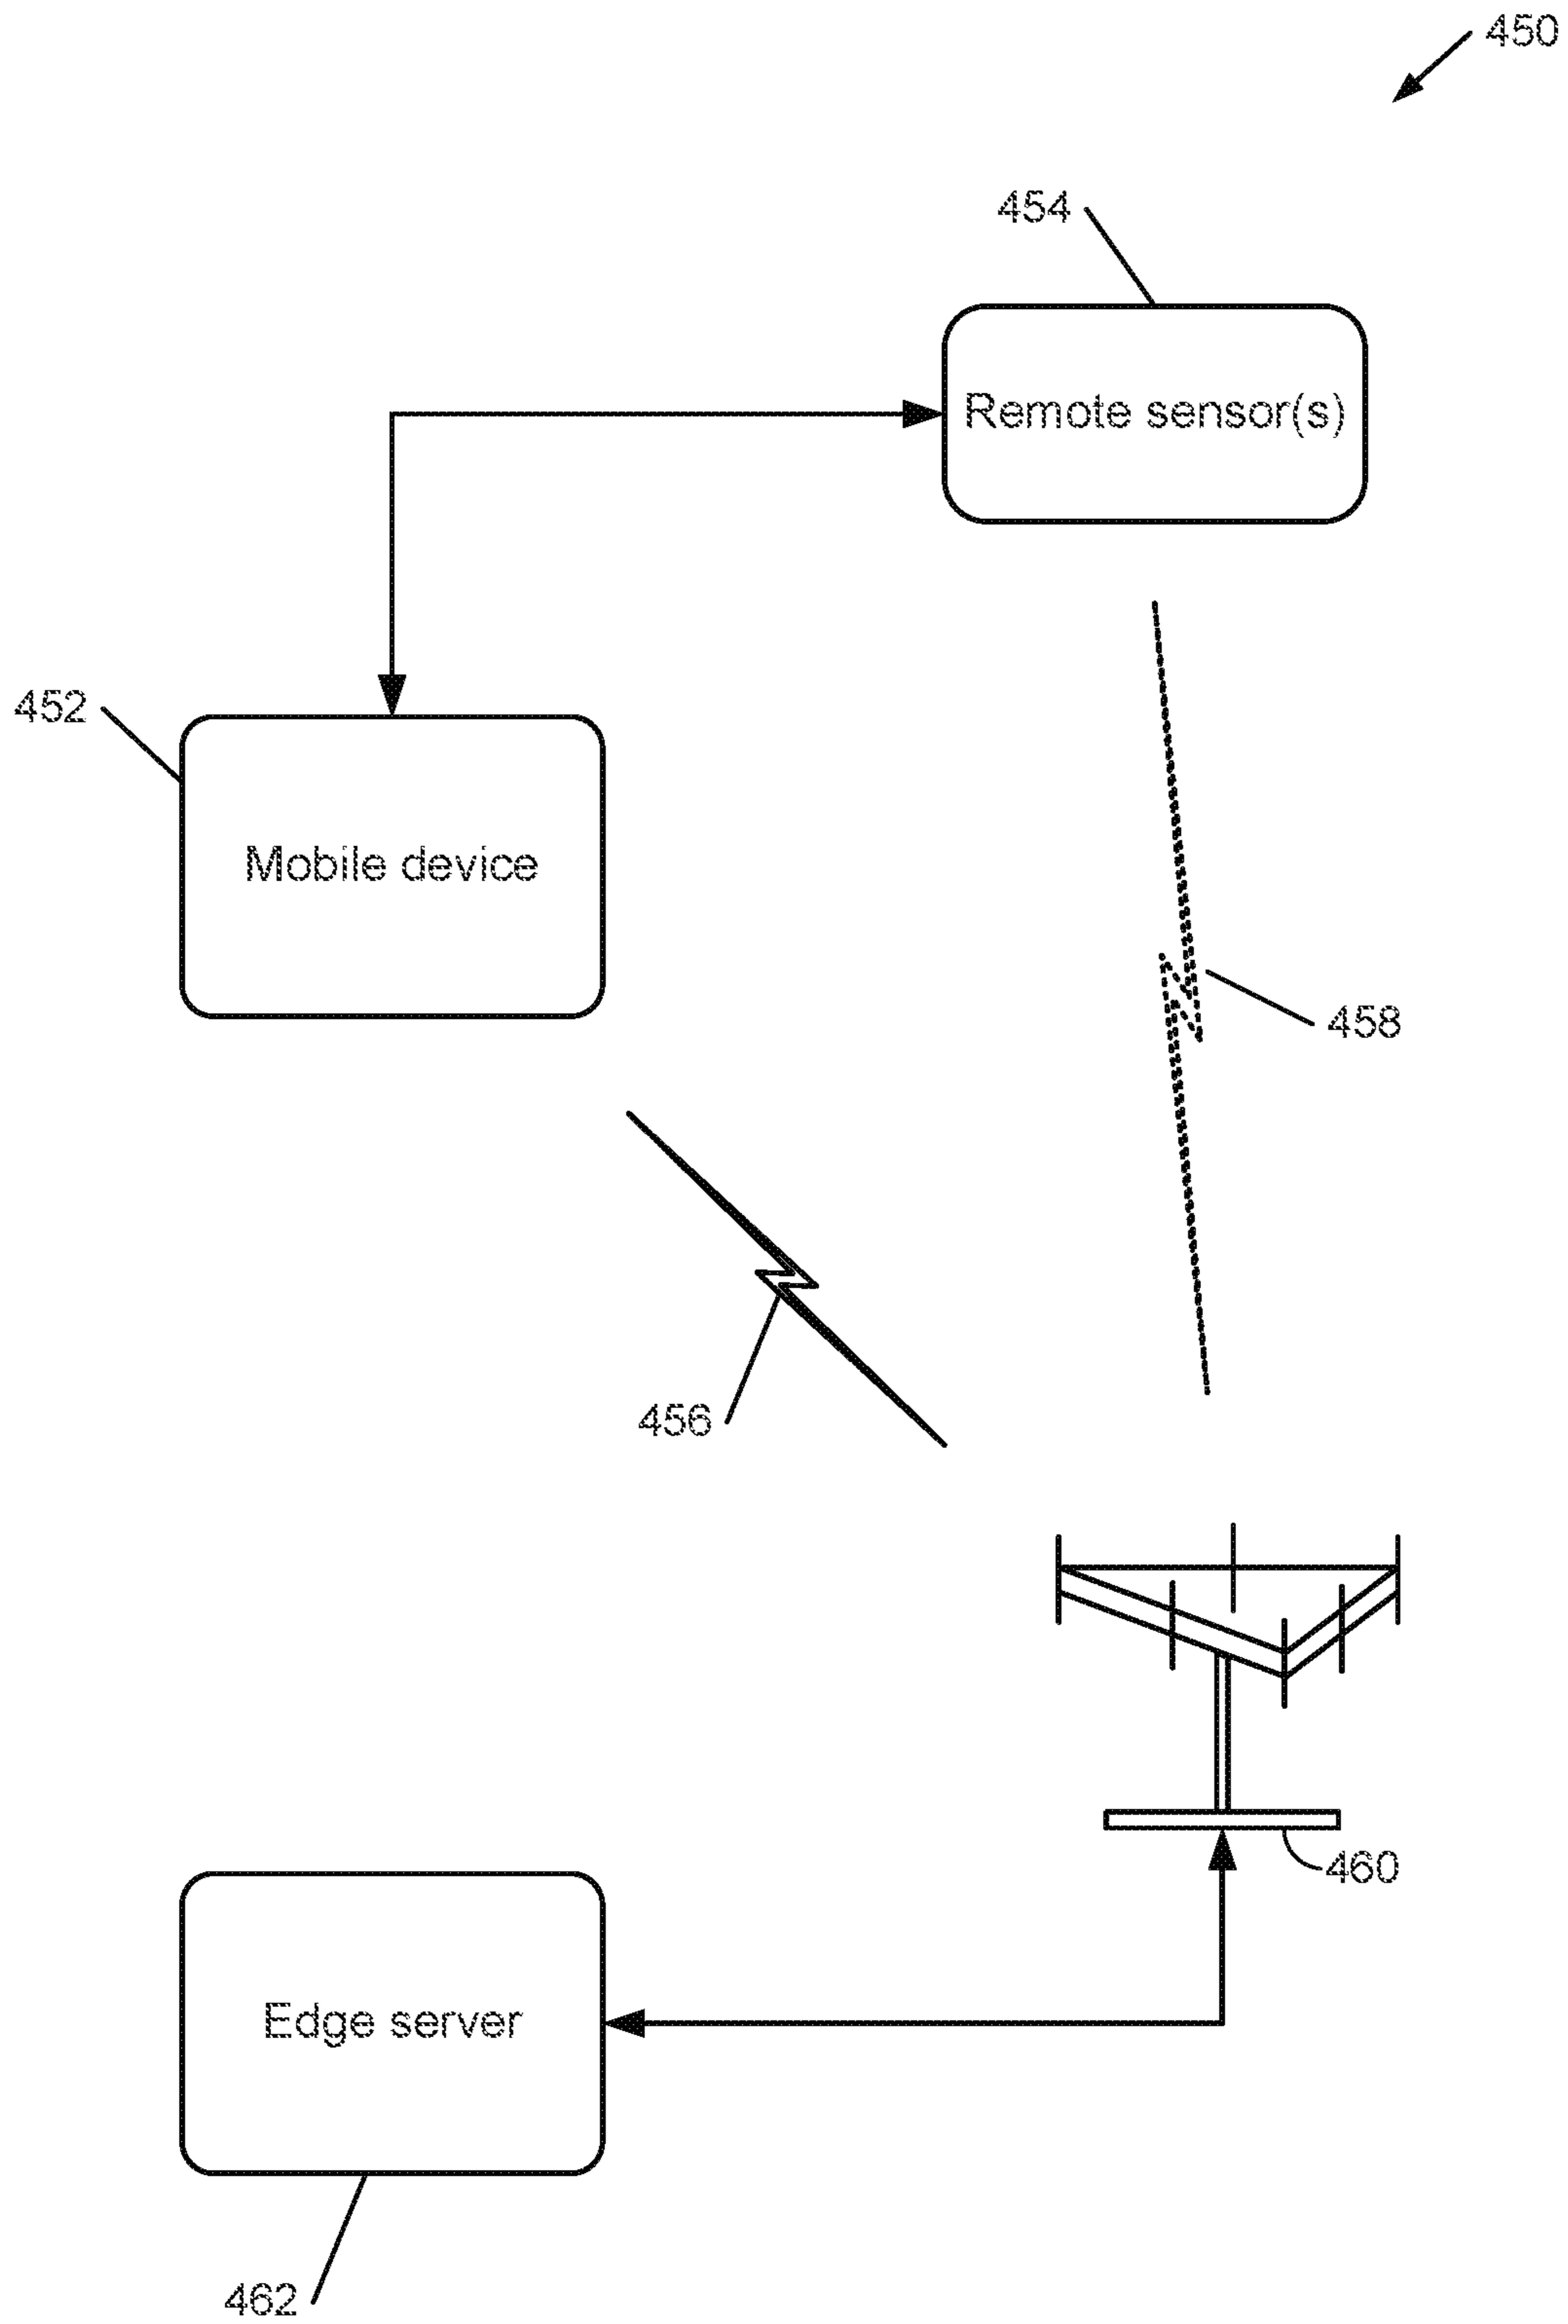 450
454
Remote sensor(s)
452
Mobile device
458
456
460
Edge server
462